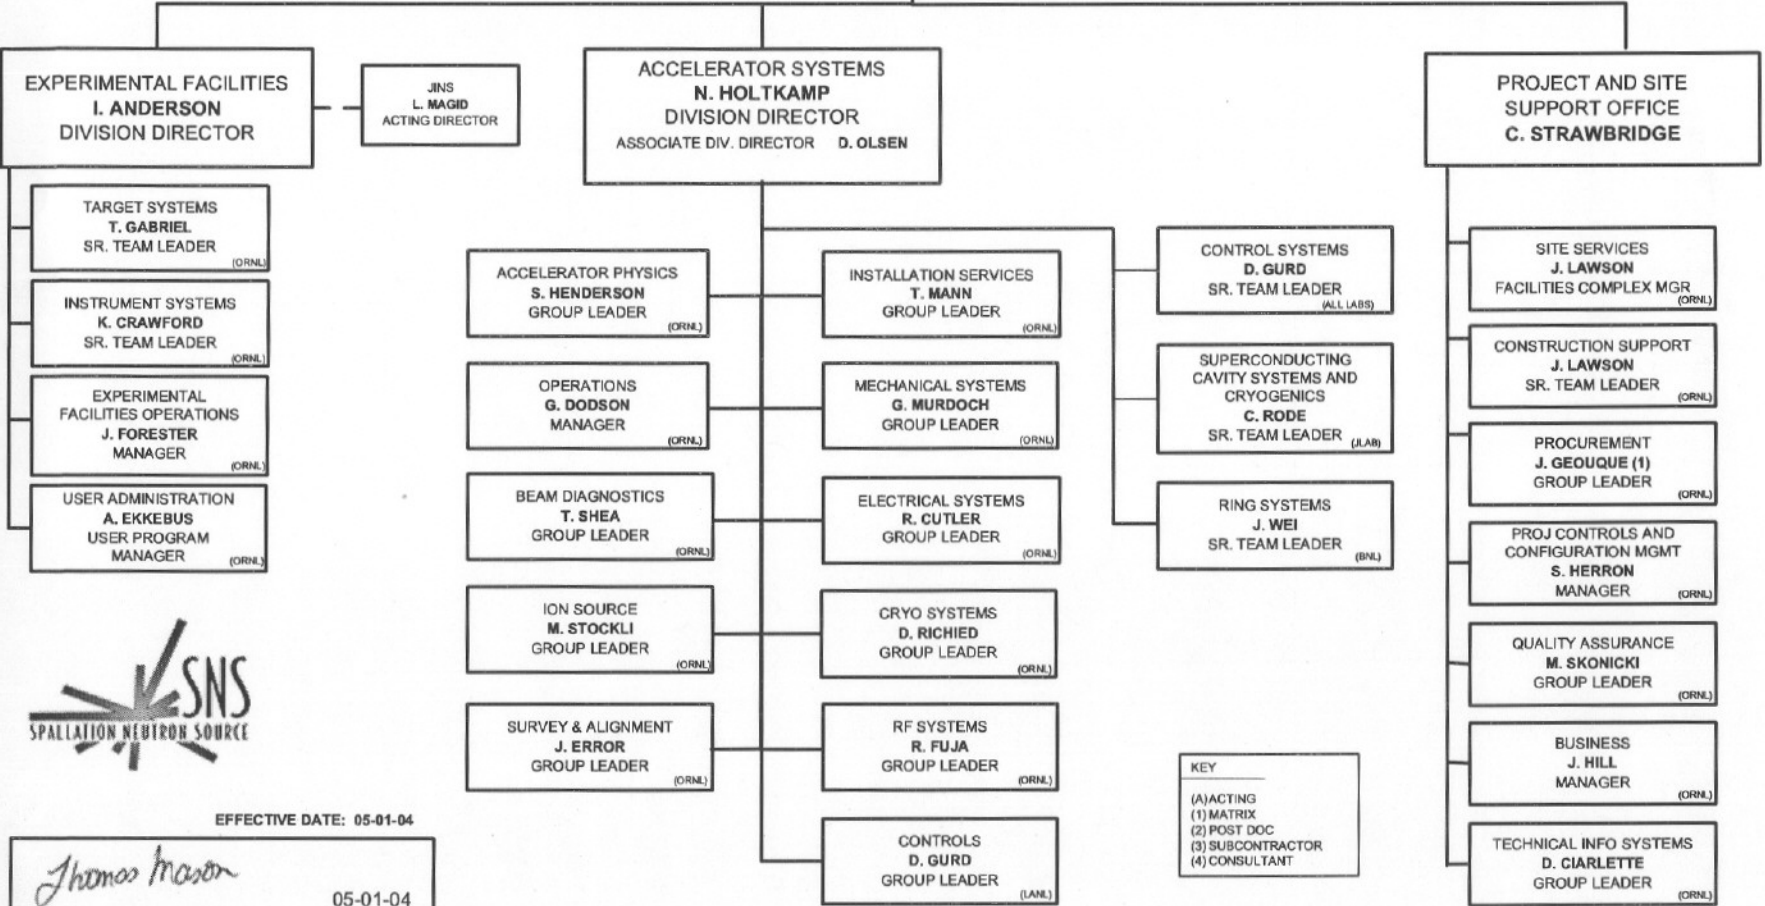 EXPERIMENTAL FACILITIES
I. ANDERSON
DIVISION DIRECTOR
JINS
L. MAGID
ACTING DIRECTOR
ACCELERATOR SYSTEMS
N. HOLTKAMP
DIVISION DIRECTOR
ASSOCIATE DIV. DIRECTOR D. OLSEN
PROJECT AND SITE
SUPPORT OFFICE
C. STRAWBRIDGE
TARGET SYSTEMS
T. GABRIEL
SR. TEAM LEADER
(ORNL)
INSTRUMENT SYSTEMS
K. CRAWFORD
SR. TEAM LEADER
(ORNL)
EXPERIMENTAL
FACILITIES OPERATIONS
J. FORESTER
MANAGER
(ORNL)
USER ADMINISTRATION
A. EKKEBUS
USER PROGRAM
MANAGER
(ORNL)
ACCELERATOR PHYSICS
S. HENDERSON
GROUP LEADER
(ORNL)
OPERATIONS
G. DODSON
MANAGER
(ORNL)
BEAM DIAGNOSTICS
T. SHEA
GROUP LEADER
(ORNL)
ION SOURCE
M. STOCKLI
GROUP LEADER
(ORNL)
SURVEY & ALIGNMENT
J. ERROR
GROUP LEADER
(ORNL)
INSTALLATION SERVICES
T. MANN
GROUP LEADER
(ORNL)
MECHANICAL SYSTEMS
G. MURDOCH
GROUP LEADER
(ORNL)
ELECTRICAL SYSTEMS
R. CUTLER
GROUP LEADER
(ORNL)
CRYO SYSTEMS
D. RICHIED
GROUP LEADER
(ORNL)
RF SYSTEMS
R. FUJA
GROUP LEADER
(ORNL)
CONTROLS
D. GURD
GROUP LEADER
(LANL)
CONTROL SYSTEMS
D. GURD
SR. TEAM LEADER
(ALL LABS)
SUPERCONDUCTING
CAVITY SYSTEMS AND
CRYOGENICS
C. RODE
SR. TEAM LEADER
(JLAB)
RING SYSTEMS
J. WEI
SR. TEAM LEADER
(BNL)
SITE SERVICES
J. LAWSON
FACILITIES COMPLEX MGR
(ORNL)
CONSTRUCTION SUPPORT
J. LAWSON
SR. TEAM LEADER
(ORNL)
PROCUREMENT
J. GEOUQUE (1)
GROUP LEADER
(ORNL)
PROJ CONTROLS AND
CONFIGURATION MGMT
S. HERRON
MANAGER
(ORNL)
QUALITY ASSURANCE
M. SKONICKI
GROUP LEADER
(ORNL)
BUSINESS
J. HILL
MANAGER
(ORNL)
TECHNICAL INFO SYSTEMS
D. CIARLETTE
GROUP LEADER
(ORNL)
KEY
(A) ACTING
(1) MATRIX
(2) POST DOC
(3) SUBCONTRACTOR
(4) CONSULTANT
SNS
SPALLATION NEUTRON SOURCE
EFFECTIVE DATE: 05-01-04
Thomas Mason
05-01-04